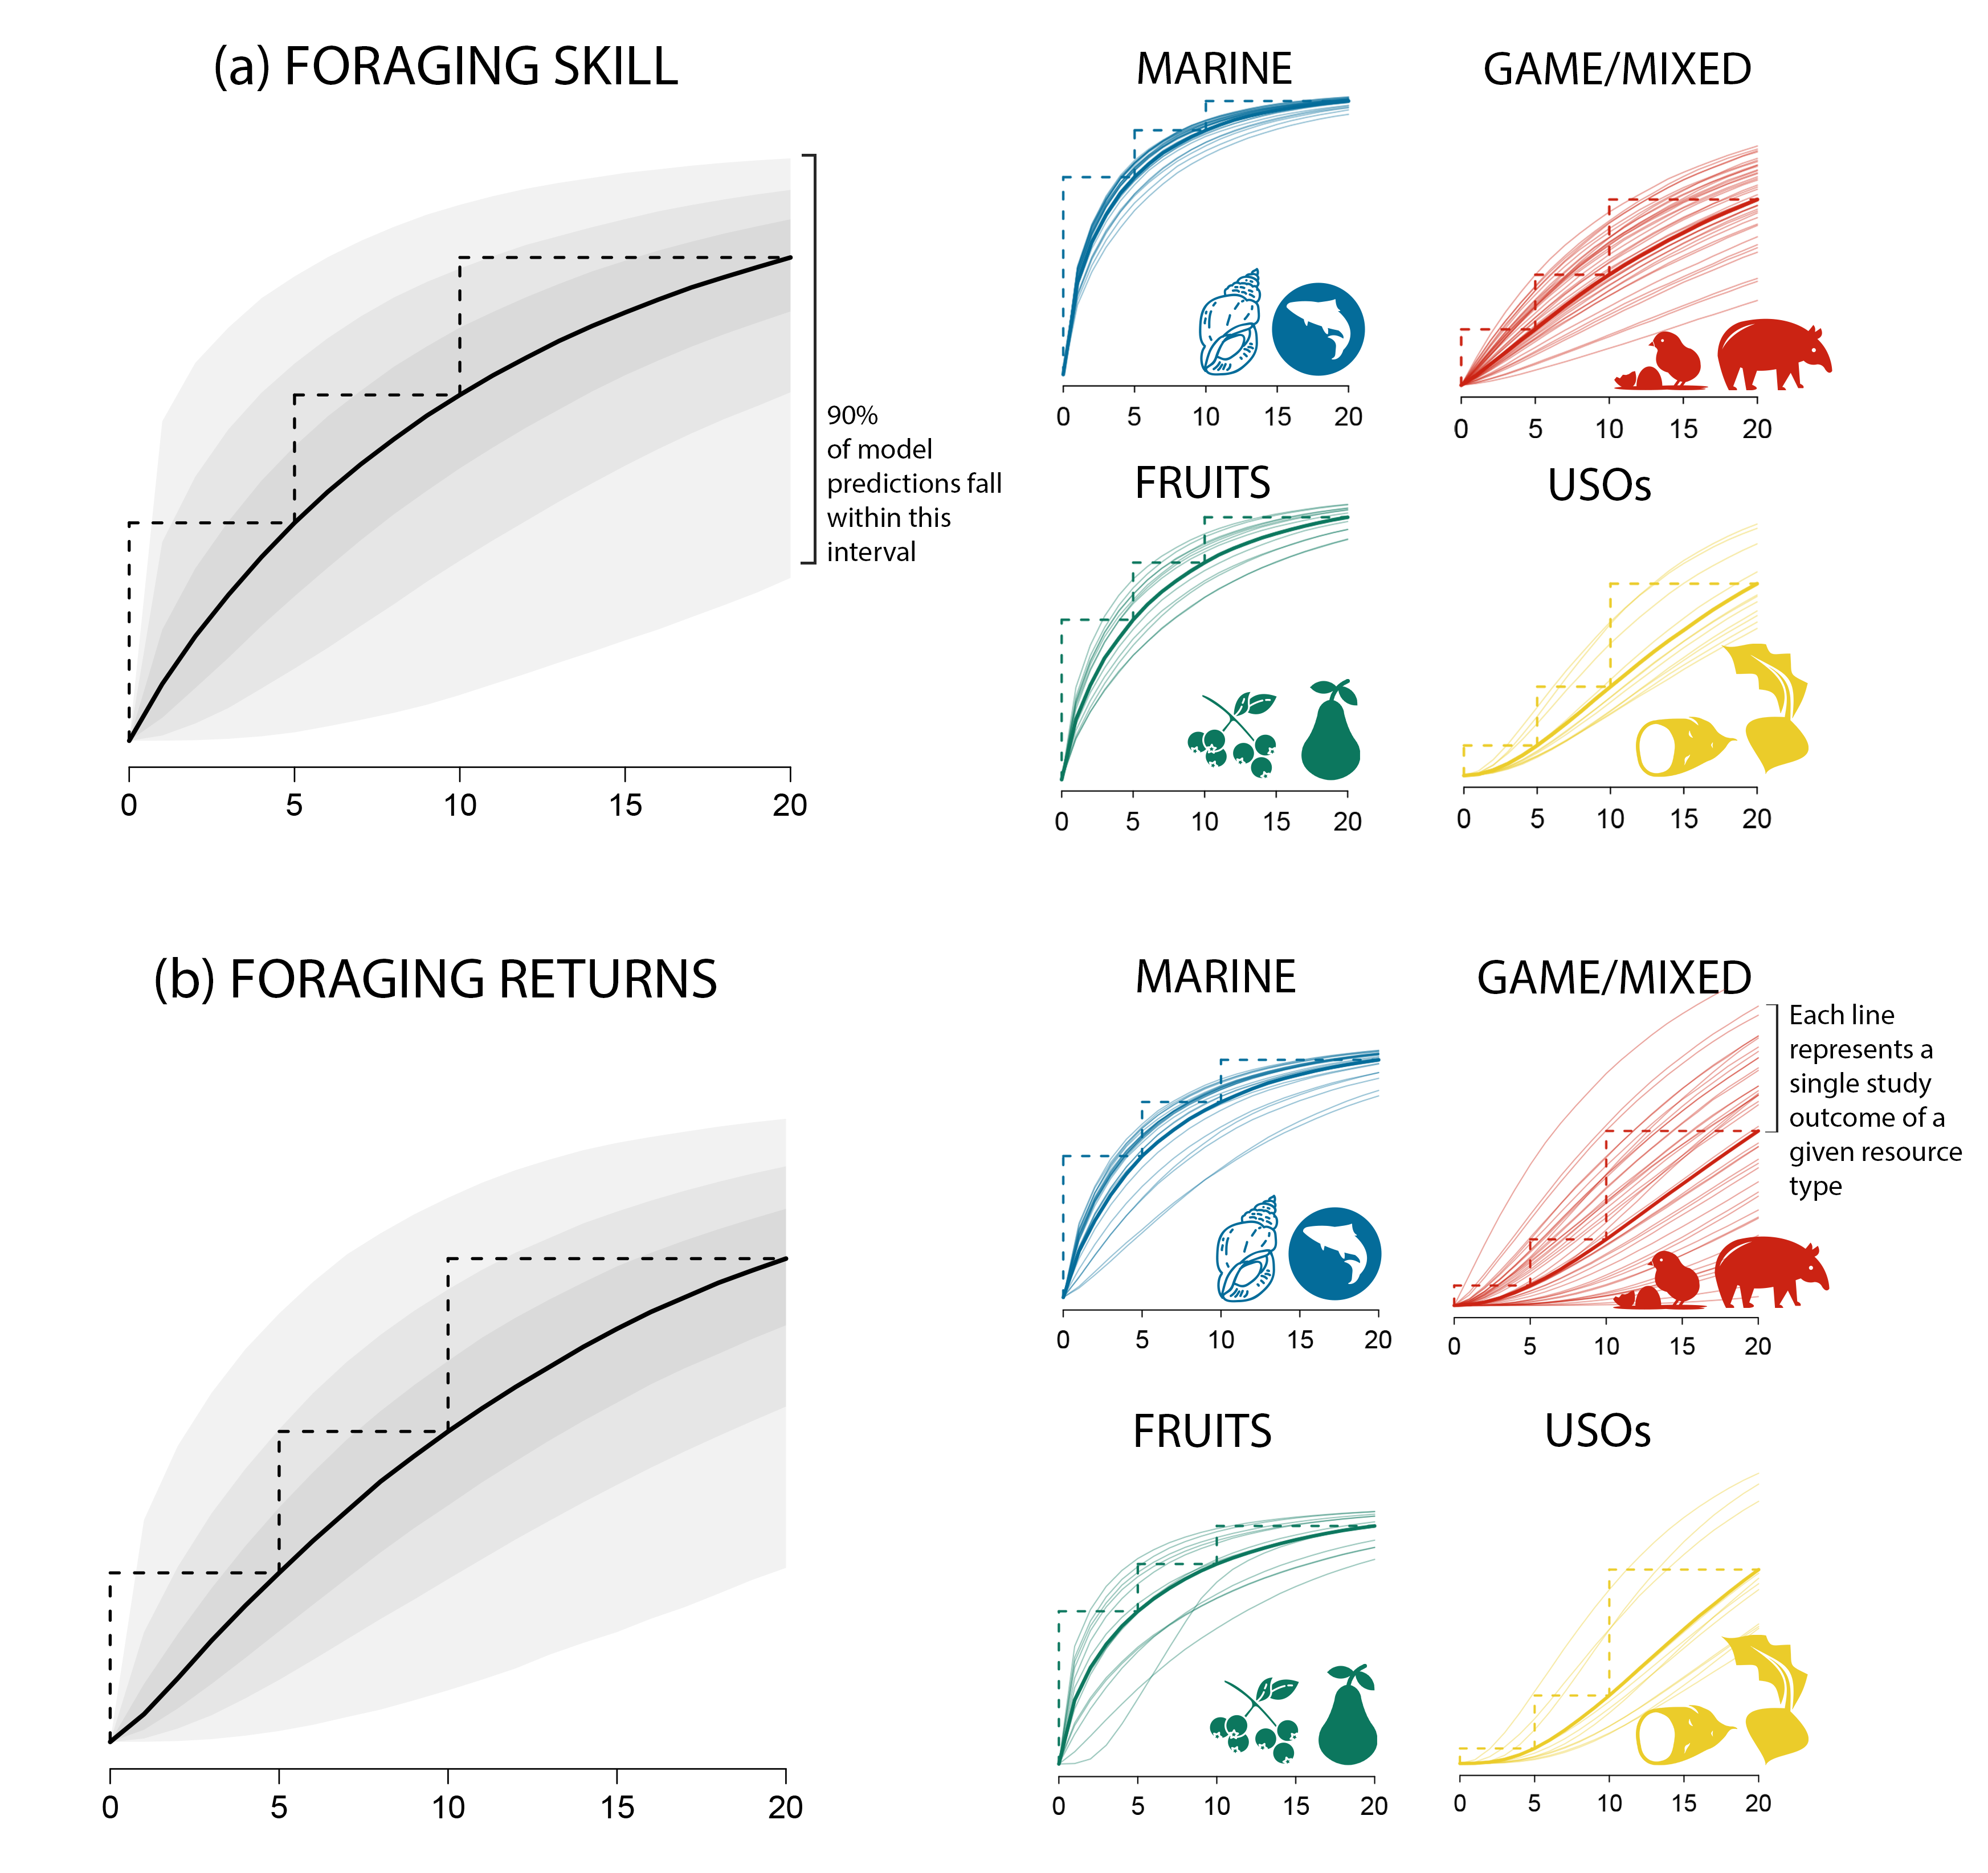 (a) FORAGING SKILL
90%
of model
predictions fall
within this
interval
0 5 10 15 20
MARINE
0 5 10 15 20
GAME/MIXED
0 5 10 15 20
FRUITS
0 5 10 15 20
USOs
0 5 10 15 20
(b) FORAGING RETURNS
0 5 10 15 20
MARINE
0 5 10 15 20
GAME/MIXED
Each line
represents a
single study
outcome of a
given resource
type
0 5 10 15 20
FRUITS
0 5 10 15 20
USOs
0 5 10 15 20